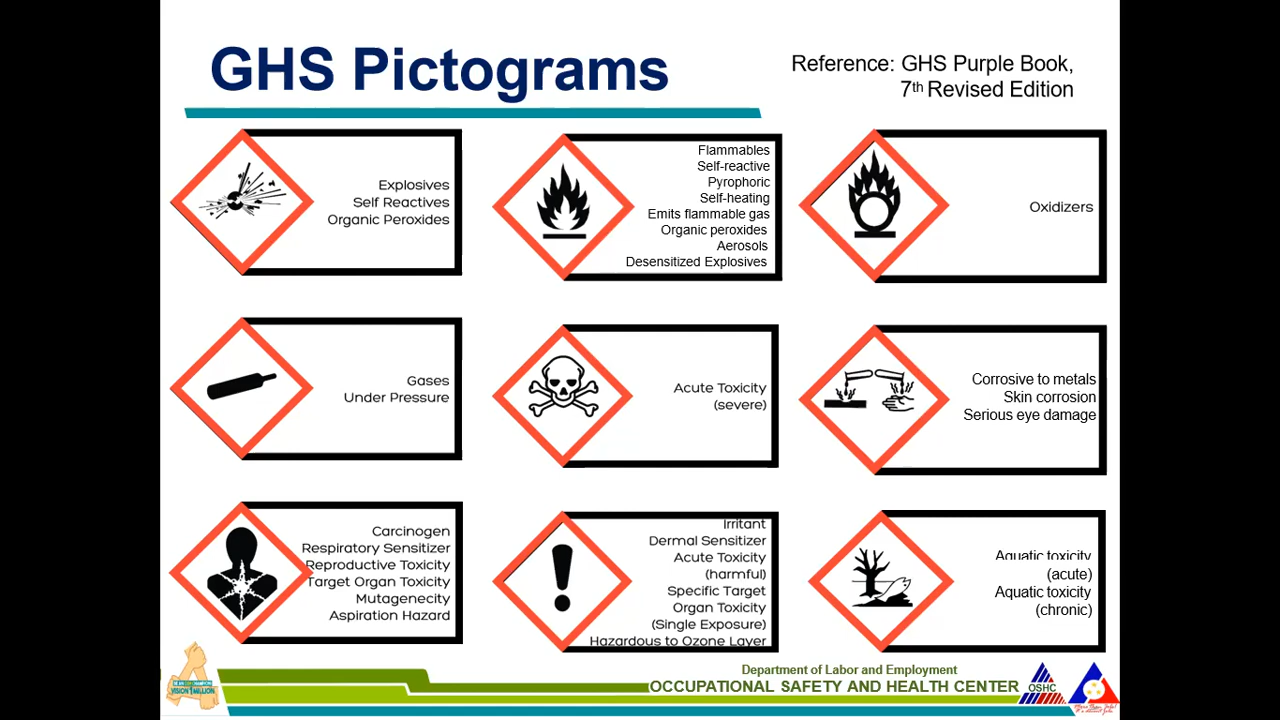 GHS Pictograms
Reference: GHS Purple Book,
7th Revised Edition
Explosives
Self Reactives
Organic Peroxides
Flammables
Self-reactive
Pyrophoric
Self-heating
Emits flammable gas
Organic peroxides
Aerosols
Desensitized Explosives
Oxidizers
Gases
Under Pressure
Acute Toxicity
(severe)
Corrosive to metals
Skin corrosion
Serious eye damage
Carcinogen
Respiratory Sensitizer
Reproductive Toxicity
Target Organ Toxicity
Mutagenecity
Aspiration Hazard
Irritant
Dermal Sensitizer
Acute Toxicity
(harmful)
Specific Target
Organ Toxicity
(Single Exposure)
Hazardous to Ozone Layer
Aquatic toxicity
(acute)
Aquatic toxicity
(chronic)
VISION 1 MILLION
Department of Labor and Employment
OCCUPATIONAL SAFETY AND HEALTH CENTER
OSHC